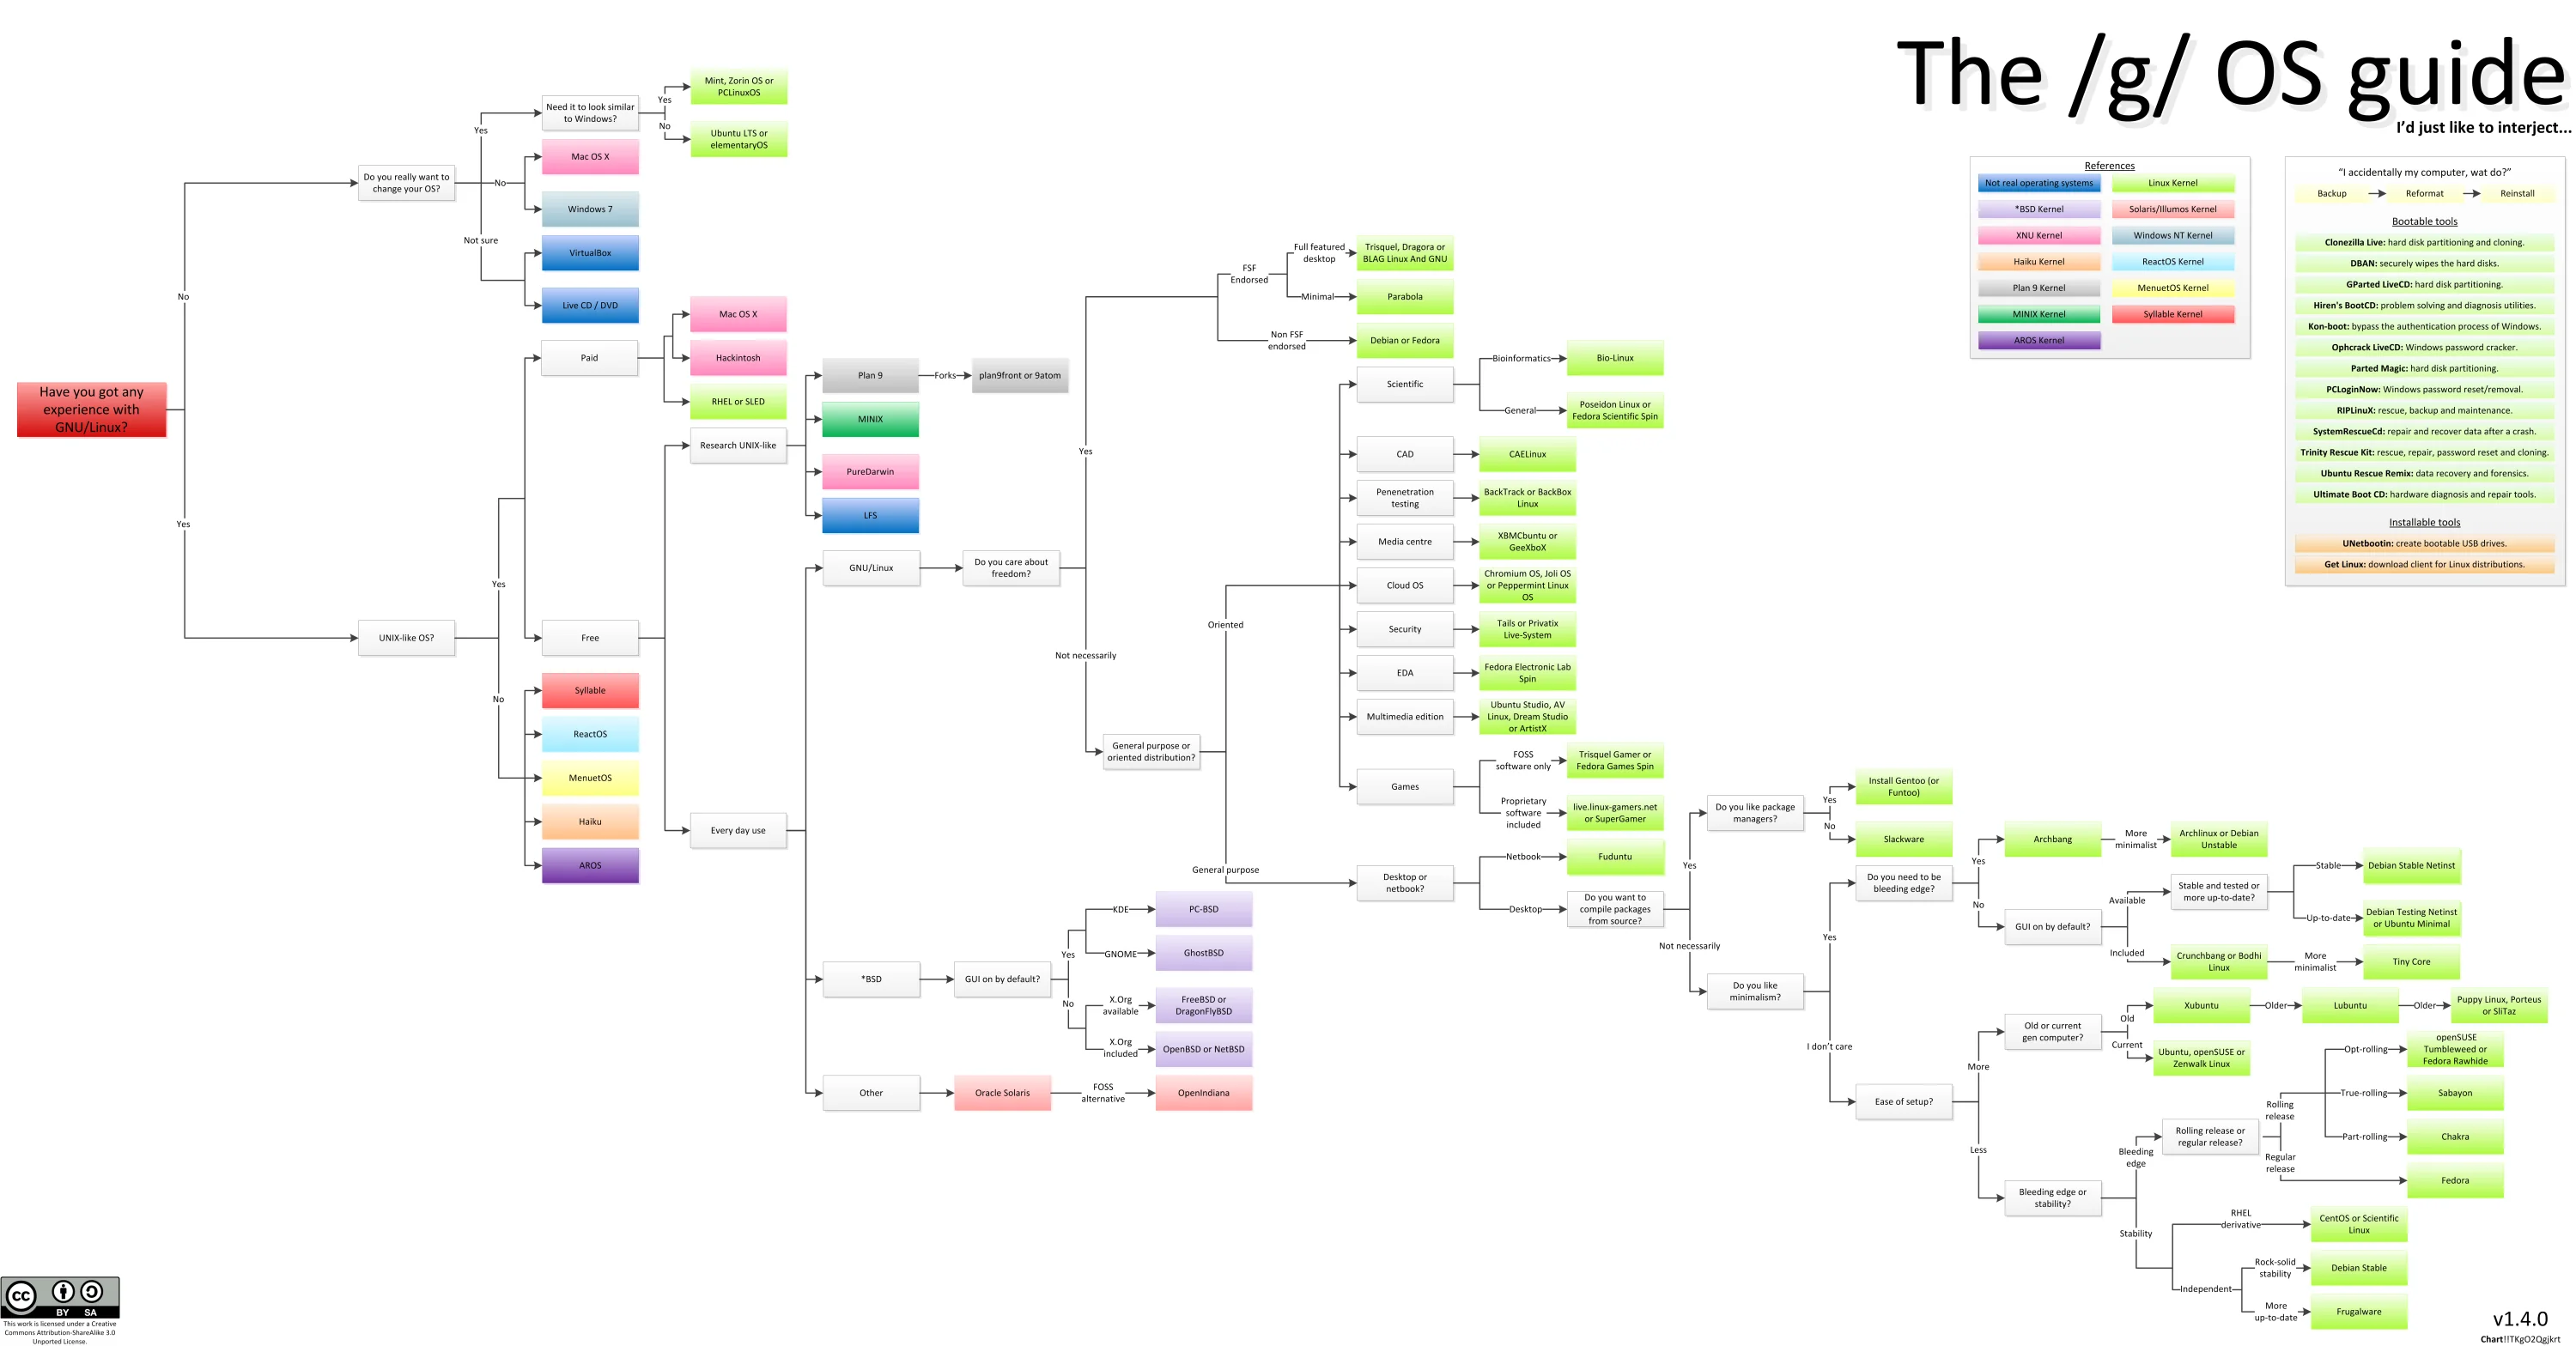 The /g/ OS guide
I'd just like to interject...
Have you got any
experience with
GNU/Linux?
No
Yes
Do you really want to
change your OS?
Yes
No
Not sure
Need it to look similar
to Windows?
Yes
No
Mint, Zorin OS or
PCLinuxOS
Ubuntu LTS or
elementaryOS
Mac OS X
Windows 7
VirtualBox
Live CD / DVD
UNIX-like OS?
Yes
No
Paid
Mac OS X
Hackintosh
RHEL or SLED
Free
Syllable
ReactOS
MenuetOS
Haiku
AROS
Research UNIX-like
Plan 9
Forks
plan9front or 9atom
MINIX
PureDarwin
LFS
Every day use
GNU/Linux
Do you care about
freedom?
Yes
Not necessarily
FSF
Endorsed
Full featured
desktop
Trisquel, Dragora or
BLAG Linux And GNU
Minimal
Parabola
Non FSF
endorsed
Debian or Fedora
General purpose or
oriented distribution?
Oriented
General purpose
Scientific
Bioinformatics
Bio-Linux
General
Poseidon Linux or
Fedora Scientific Spin
CAD
CAELinux
Penenetration
testing
BackTrack or BackBox
Linux
Media centre
XBMCbuntu or
GeeXboX
Cloud OS
Chromium OS, Joli OS
or Peppermint Linux
OS
Security
Tails or Privatix
Live-System
EDA
Fedora Electronic Lab
Spin
Multimedia edition
Ubuntu Studio, AV
Linux, Dream Studio
or ArtistX
Games
FOSS
software only
Trisquel Gamer or
Fedora Games Spin
Proprietary
software
included
live.linux-gamers.net
or SuperGamer
Desktop or
netbook?
Netbook
Fuduntu
Desktop
Do you want to
compile packages
from source?
Yes
Not necessarily
Do you like package
managers?
Yes
No
Install Gentoo (or
Funtoo)
Slackware
Do you like
minimalism?
Yes
I don't care
Do you need to be
bleeding edge?
Yes
No
Archbang
More
minimalist
Archlinux or Debian
Unstable
GUI on by default?
Available
Included
Stable and tested or
more up-to-date?
Stable
Debian Stable Netinst
Up-to-date
Debian Testing Netinst
or Ubuntu Minimal
Crunchbang or Bodhi
Linux
More
minimalist
Tiny Core
Ease of setup?
More
Less
Old or current
gen computer?
Old
Current
Xubuntu
Older
Lubuntu
Older
Puppy Linux, Porteus
or SliTaz
Ubuntu, openSUSE or
Zenwalk Linux
Bleeding edge or
stability?
Bleeding
edge
Stability
Rolling release or
regular release?
Rolling
release
Regular
release
Opt-rolling
openSUSE
Tumbleweed or
Fedora Rawhide
True-rolling
Sabayon
Part-rolling
Chakra
Fedora
RHEL
derivative
CentOS or Scientific
Linux
Independent
Rock-solid
stability
Debian Stable
More
up-to-date
Frugalware
*BSD
GUI on by default?
Yes
No
KDE
PC-BSD
GNOME
GhostBSD
X.Org
available
FreeBSD or
DragonFlyBSD
X.Org
included
OpenBSD or NetBSD
Other
Oracle Solaris
FOSS
alternative
OpenIndiana
References
Not real operating systems
Linux Kernel
*BSD Kernel
Solaris/Illumos Kernel
XNU Kernel
Windows NT Kernel
Haiku Kernel
ReactOS Kernel
Plan 9 Kernel
MenuetOS Kernel
MINIX Kernel
Syllable Kernel
AROS Kernel
"I accidentally my computer, wat do?"
Backup
Reformat
Reinstall
Bootable tools
Clonezilla Live: hard disk partitioning and cloning.
DBAN: securely wipes the hard disks.
GParted LiveCD: hard disk partitioning.
Hiren's BootCD: problem solving and diagnosis utilities.
Kon-boot: bypass the authentication process of Windows.
Ophcrack LiveCD: Windows password cracker.
Parted Magic: hard disk partitioning.
PCLoginNow: Windows password reset/removal.
RIPLinuX: rescue, backup and maintenance.
SystemRescueCd: repair and recover data after a crash.
Trinity Rescue Kit: rescue, repair, password reset and cloning.
Ubuntu Rescue Remix: data recovery and forensics.
Ultimate Boot CD: hardware diagnosis and repair tools.
Installable tools
UNetbootin: create bootable USB drives.
Get Linux: download client for Linux distributions.
cc
BY SA
This work is licensed under a Creative
Commons Attribution-ShareAlike 3.0
Unported License.
v1.4.0
Chart!!TKgO2Qgjkrt